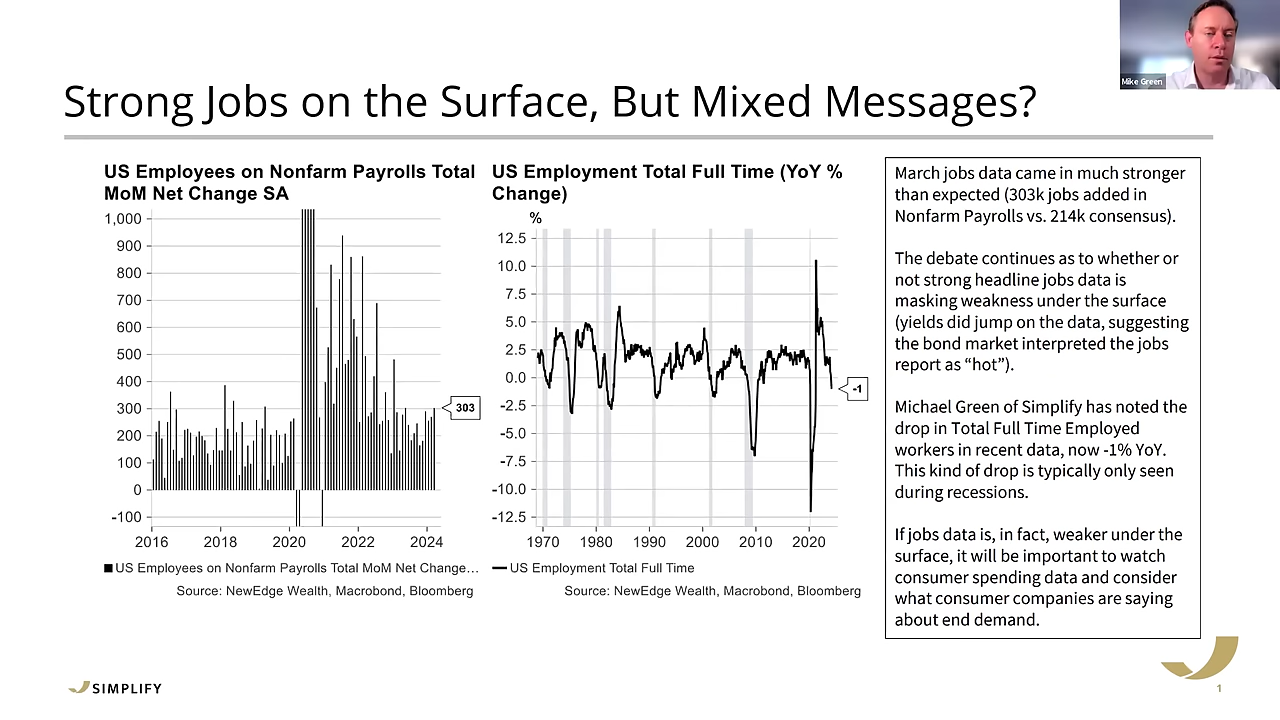 Mike Green
Strong Jobs on the Surface, But Mixed Messages?
US Employees on Nonfarm Payrolls Total
MoM Net Change SA
1,000
900
800
700
600
500
400
300
200
100
0
-100
303
2016 2018 2020 2022 2024
US Employees on Nonfarm Payrolls Total MoM Net Change...
Source: NewEdge Wealth, Macrobond, Bloomberg
US Employment Total Full Time (YoY %
Change)
%
12.5
10.0
7.5
5.0
2.5
0.0
-2.5
-5.0
-7.5
-10.0
-12.5
-1
1970 1980 1990 2000 2010 2020
US Employment Total Full Time
Source: NewEdge Wealth, Macrobond, Bloomberg
March jobs data came in much stronger
than expected (303k jobs added in
Nonfarm Payrolls vs. 214k consensus).
The debate continues as to whether or
not strong headline jobs data is
masking weakness under the surface
(yields did jump on the data, suggesting
the bond market interpreted the jobs
report as “hot”).
Michael Green of Simplify has noted the
drop in Total Full Time Employed
workers in recent data, now -1% YoY.
This kind of drop is typically only seen
during recessions.
If jobs data is, in fact, weaker under the
surface, it will be important to watch
consumer spending data and consider
what consumer companies are saying
about end demand.
SIMPLIFY
1